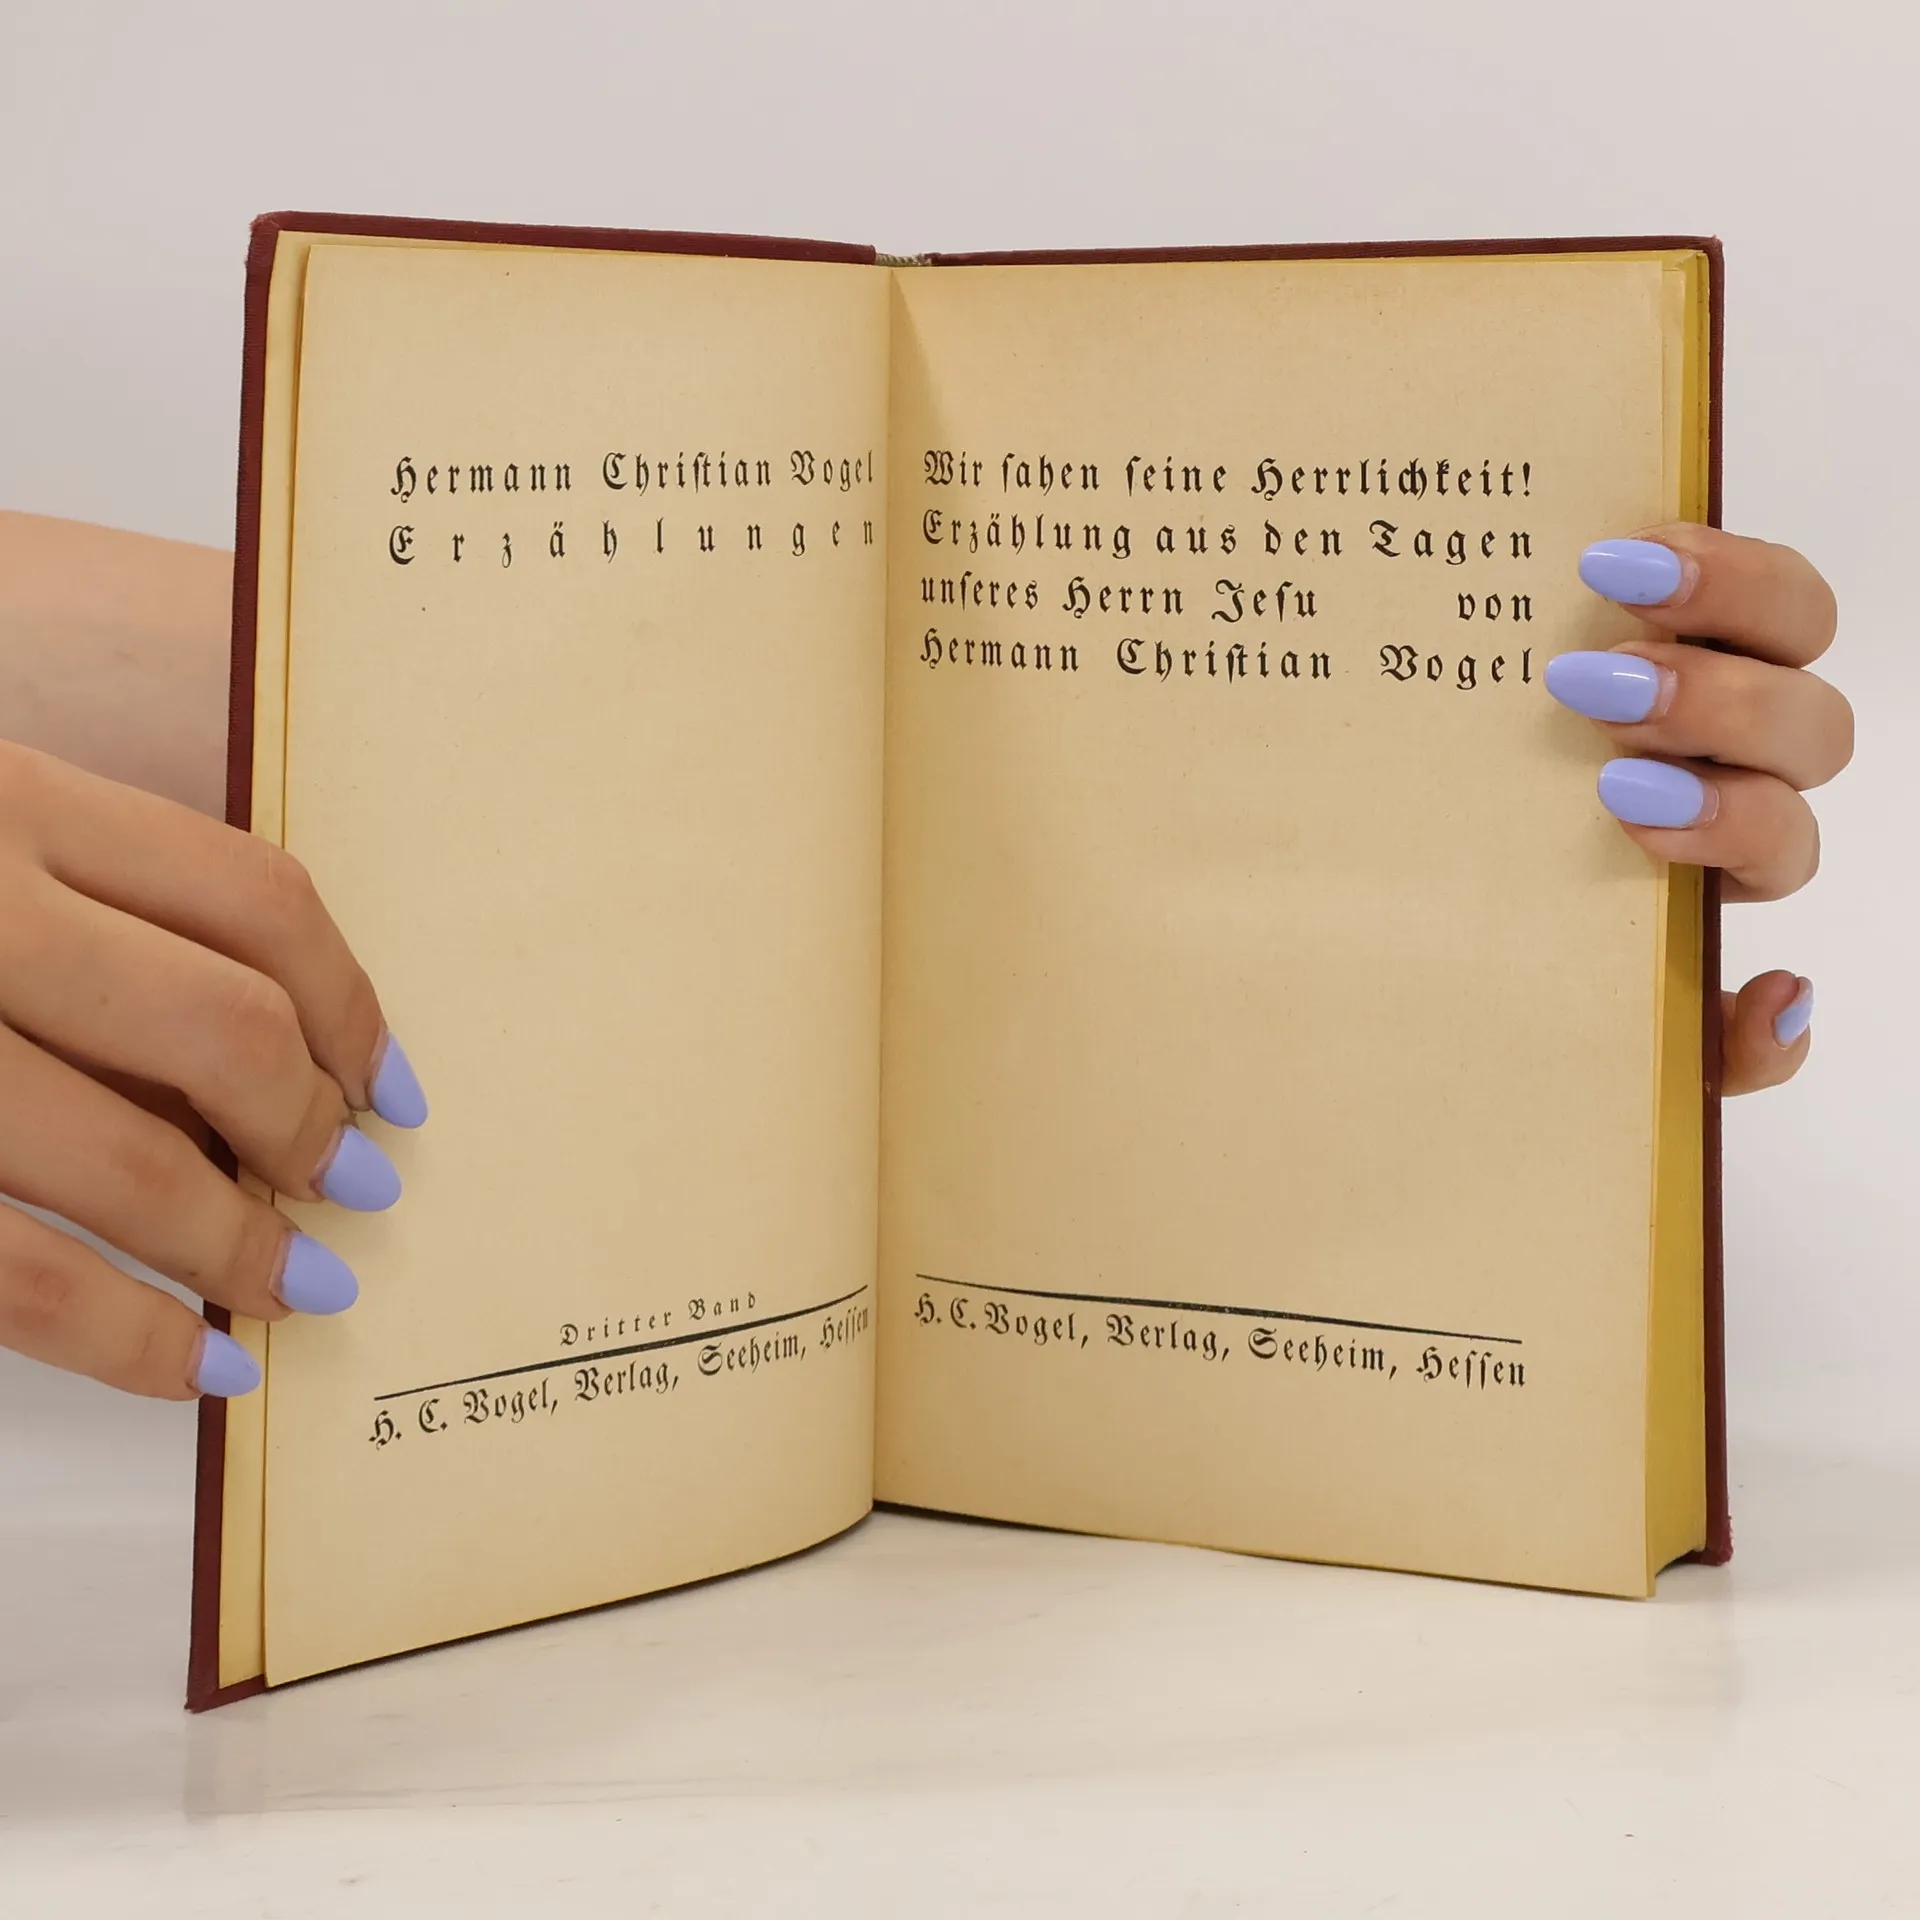 Hermann Chriſtian Vogel
Erzählungen
Dritter Band
H. C. Vogel, Verlag, Seeheim, Heſſen
Wir ſahen ſeine Herrlichkeit!
Erzählung aus den Tagen
unſeres Herrn Jeſu von
Hermann Chriſtian Vogel
H. C. Vogel, Verlag, Seeheim, Heſſen